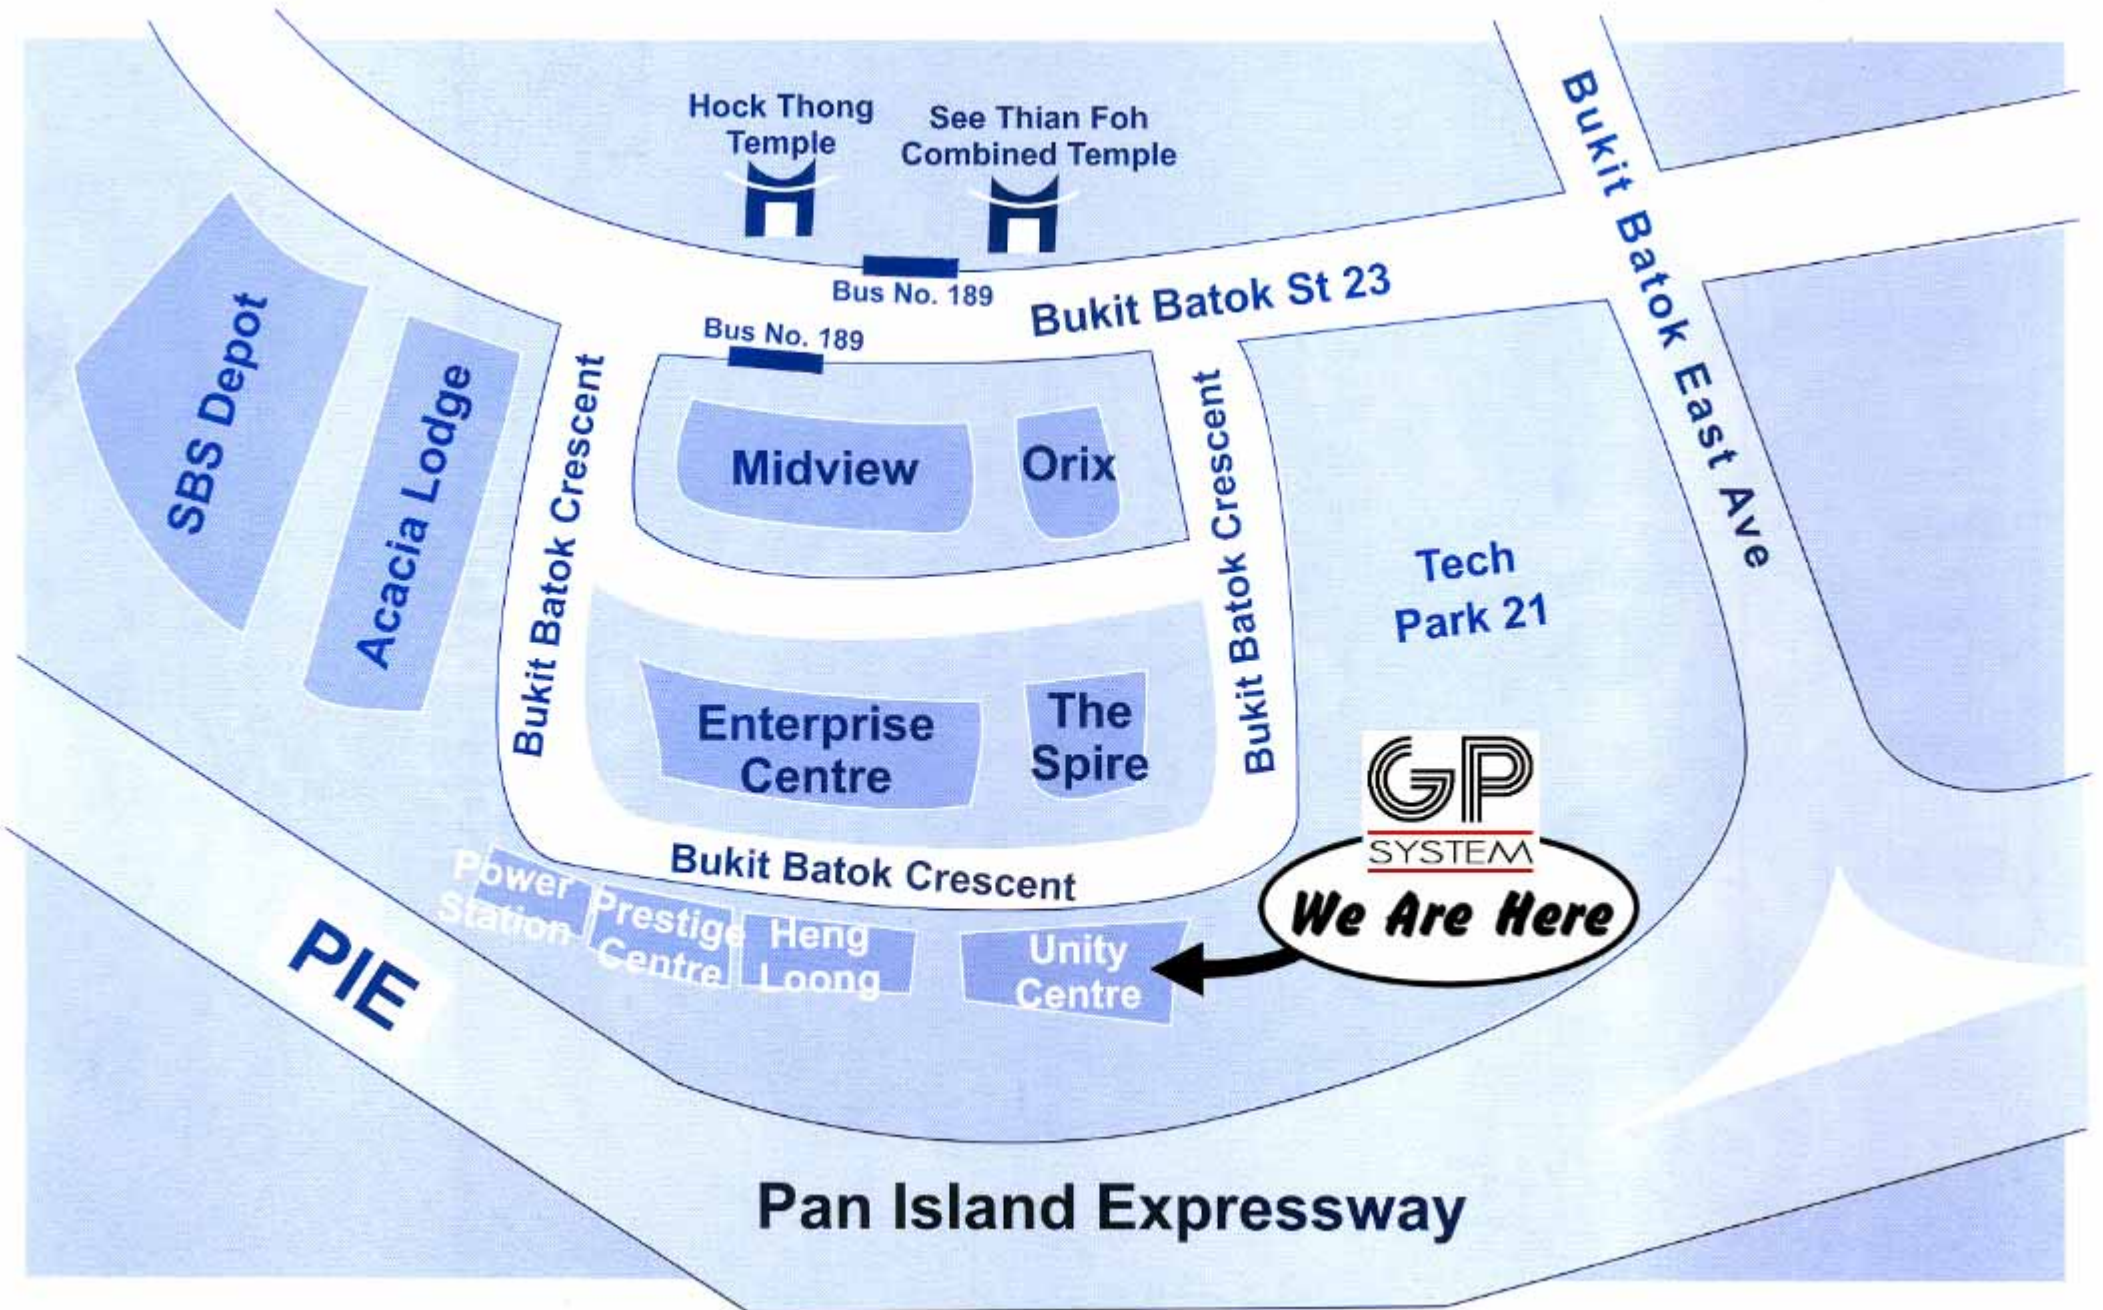 Hock Thong
Temple
See Thian Foh
Combined Temple
Bus No. 189
Bus No. 189
Bukit Batok St 23
Bukit Batok East Ave
SBS Depot
Acacia Lodge
Bukit Batok Crescent
Midview
Orix
Bukit Batok Crescent
Tech
Park 21
Enterprise
Centre
The
Spire
GP
SYSTEM
We Are Here
Bukit Batok Crescent
Power
Station
Prestige
Centre
Heng
Loong
Unity
Centre
PIE
Pan Island Expressway